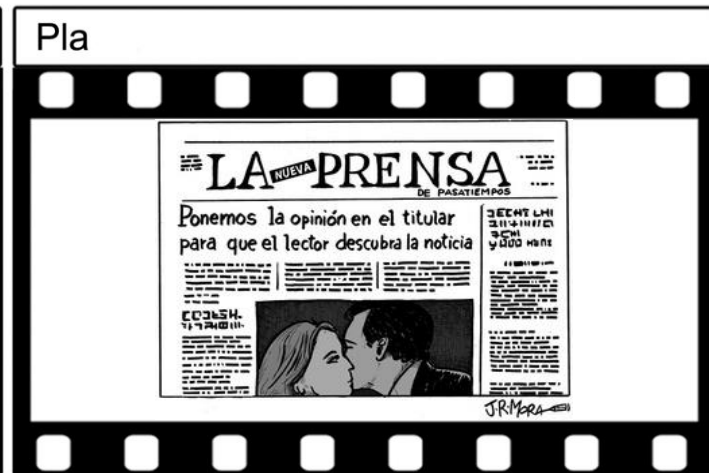 Pla
LA NUEVA PRENSA
DE PASATIEMPOS
Ponemos la opinión en el titular
para que el lector descubra la noticia
J.R.MORA